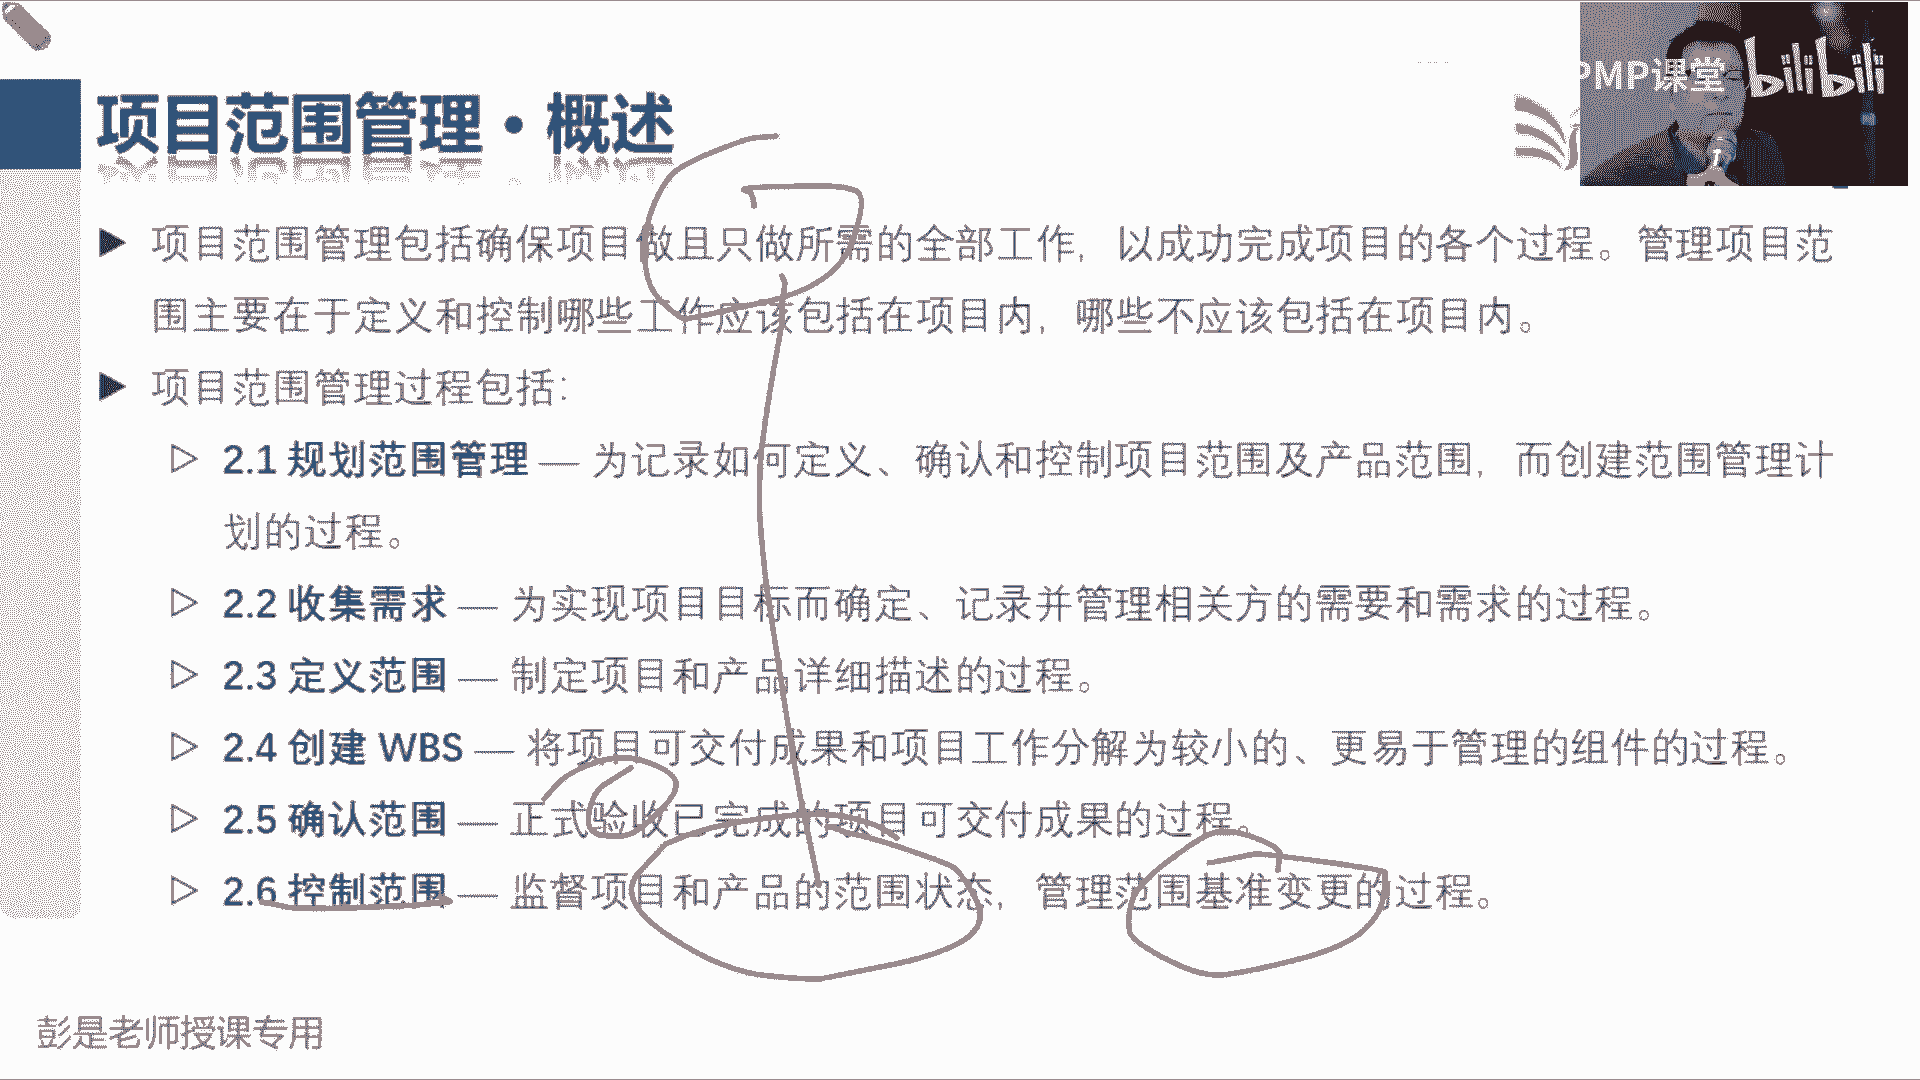 PMP课堂 bilibili
项目范围管理·概述
项目范围管理包括确保项目做且只做所需的全部工作，以成功完成项目的各个过程。管理项目范
围主要在于定义和控制哪些工作应该包括在项目内，哪些不应该包括在项目内。
项目范围管理过程包括：
2.1 规划范围管理 — 为记录如何定义、确认和控制项目范围及产品范围，而创建范围管理计
划的过程。
2.2 收集需求 — 为实现项目目标而确定、记录并管理相关方的需要和需求的过程。
2.3 定义范围 — 制定项目和产品详细描述的过程。
2.4 创建 WBS — 将项目可交付成果和项目工作分解为较小的、更易于管理的组件的过程。
2.5 确认范围 — 正式验收已完成的项目可交付成果的过程。
2.6 控制范围 — 监督项目和产品的范围状态，管理范围基准变更的过程。
彭是老师授课专用